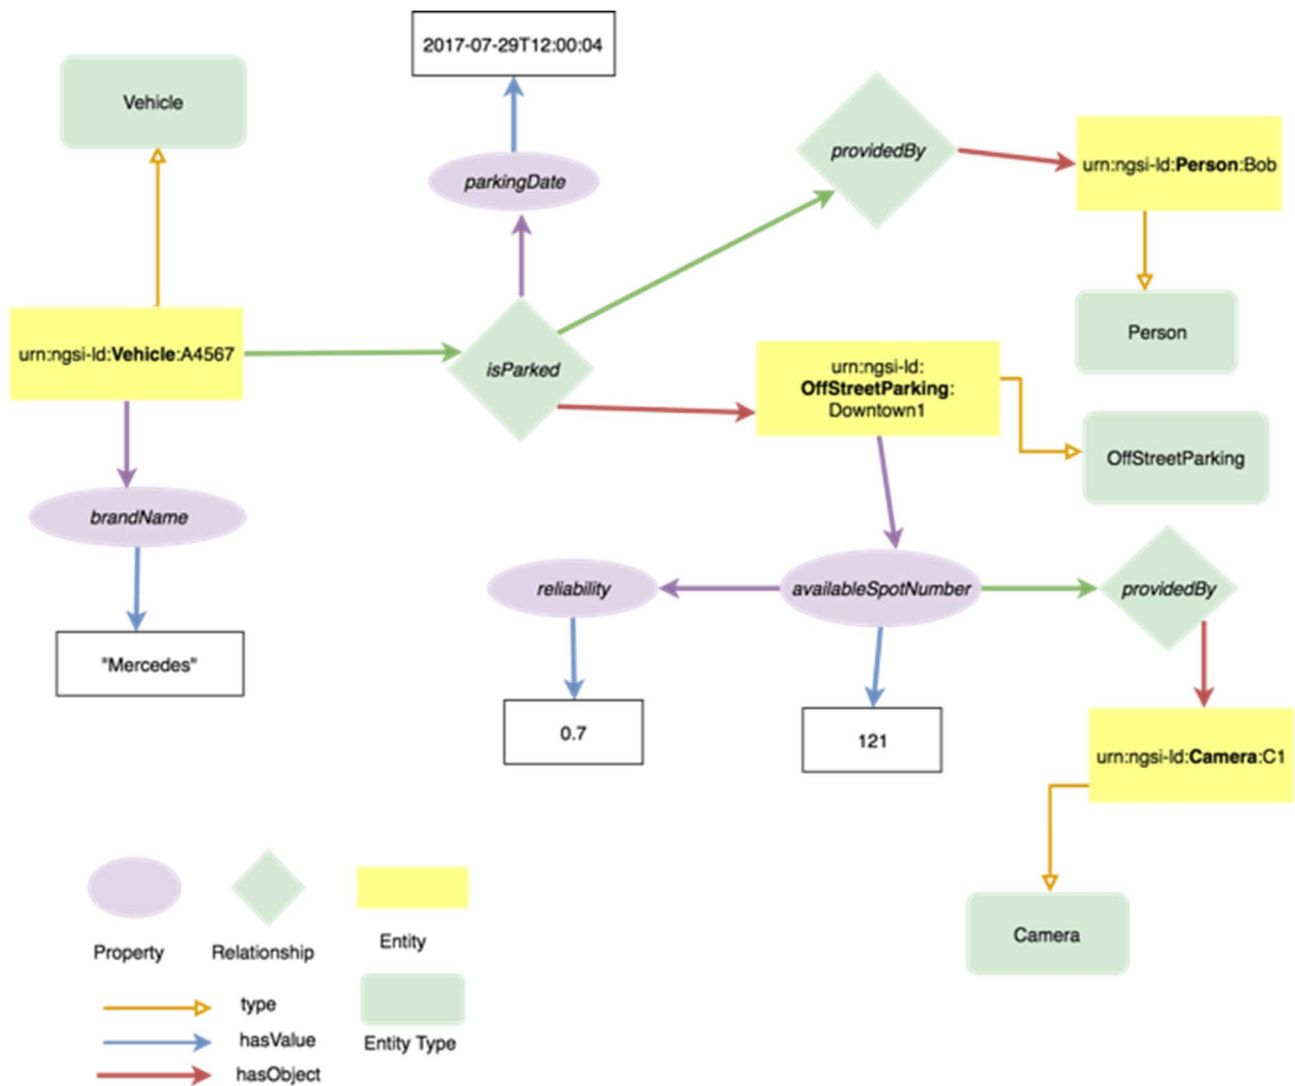 2017-07-29T12:00:04
Vehicle
parkingDate
providedBy
urn:ngsi-ld:Person:Bob
Person
urn:ngsi-ld:Vehicle:A4567
isParked
urn:ngsi-ld:
OffStreetParking:
Downtown1
OffStreetParking
brandName
reliability
availableSpotNumber
providedBy
"Mercedes"
0.7
121
urn:ngsi-ld:Camera:C1
Camera
Property
Relationship
Entity
type
hasValue
hasObject
Entity Type